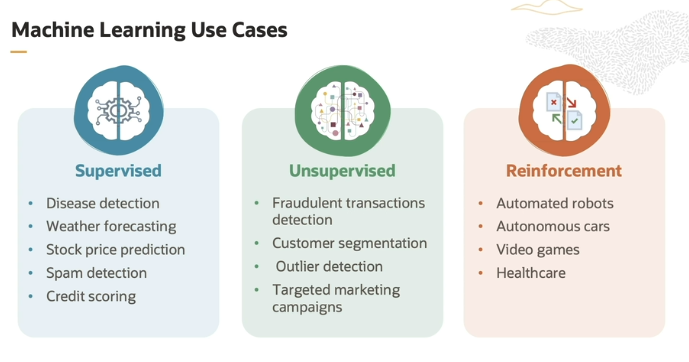 Machine Learning Use Cases
Supervised
• Disease detection
• Weather forecasting
• Stock price prediction
• Spam detection
• Credit scoring
Unsupervised
• Fraudulent transactions
detection
• Customer segmentation
• Outlier detection
• Targeted marketing
campaigns
Reinforcement
• Automated robots
• Autonomous cars
• Video games
• Healthcare